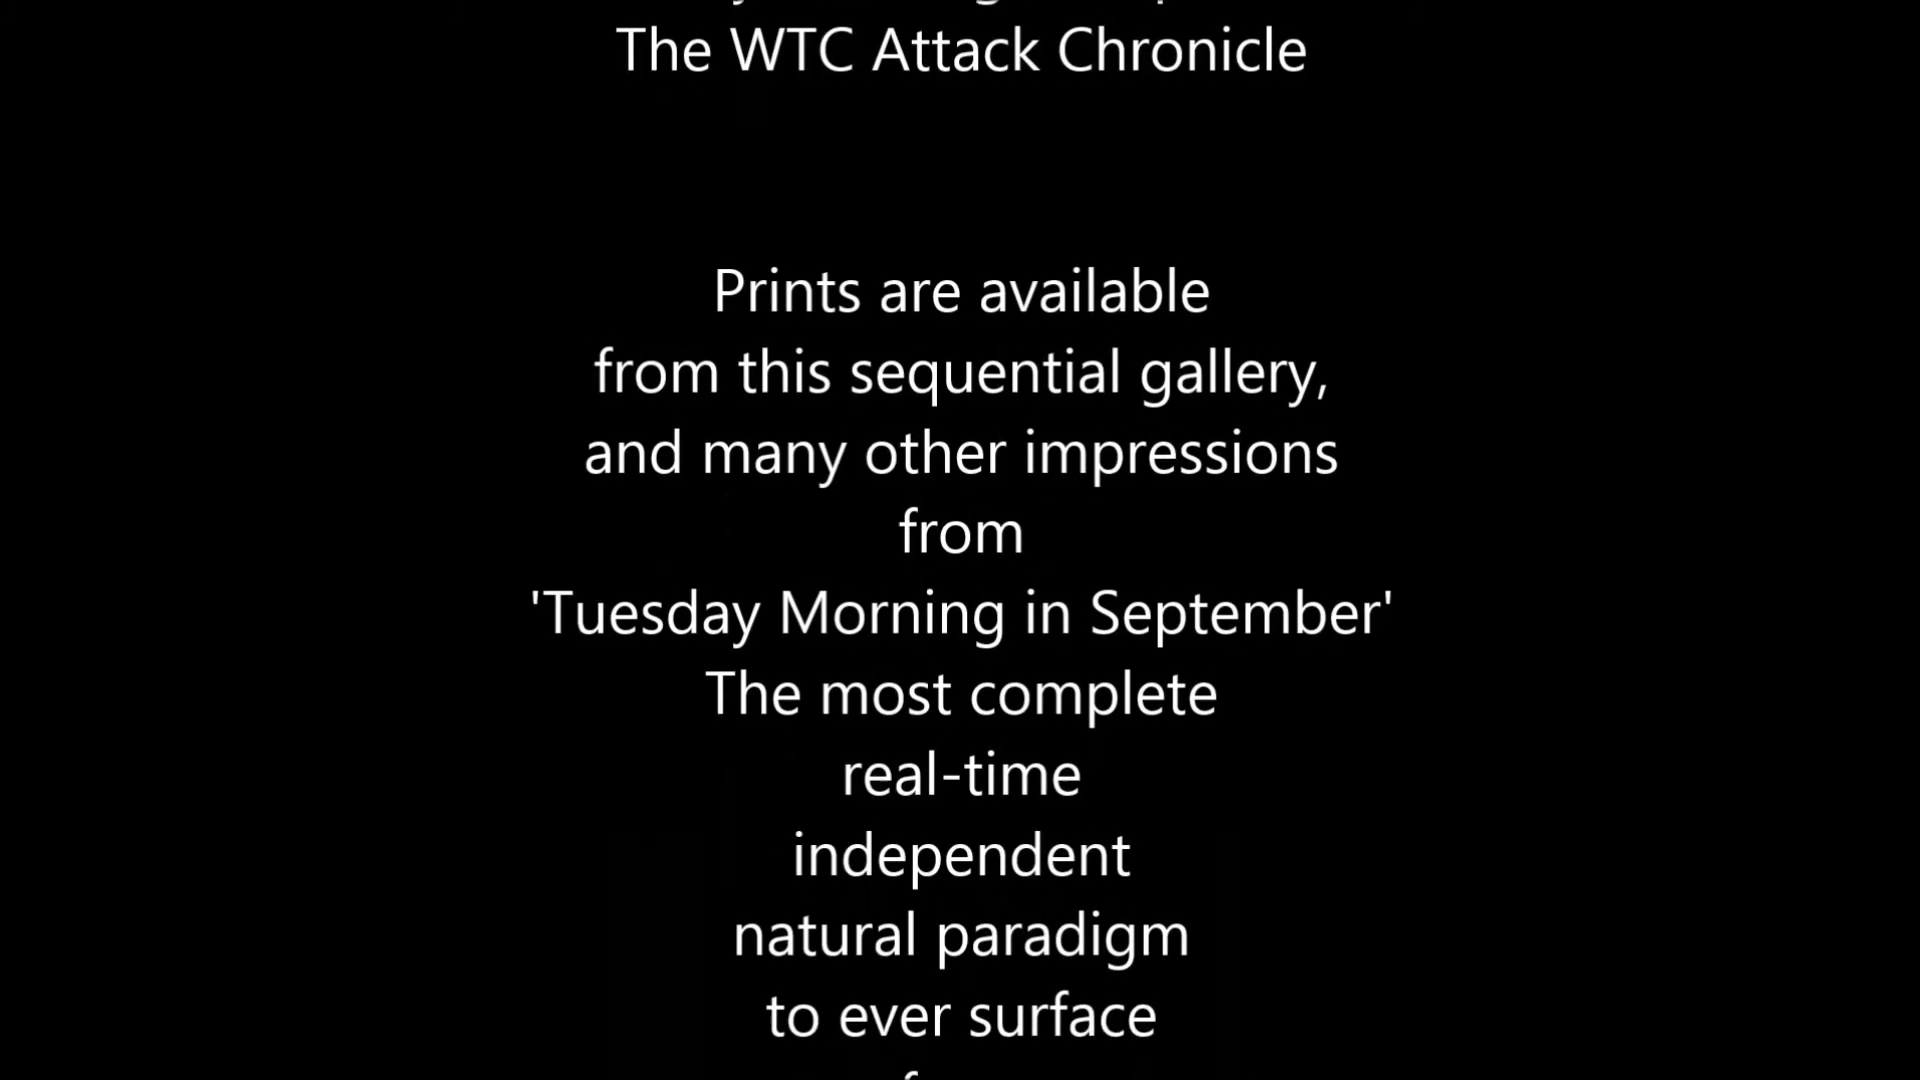 The WTC Attack Chronicle
Prints are available
from this sequential gallery,
and many other impressions
from
'Tuesday Morning in September'
The most complete
real-time
independent
natural paradigm
to ever surface